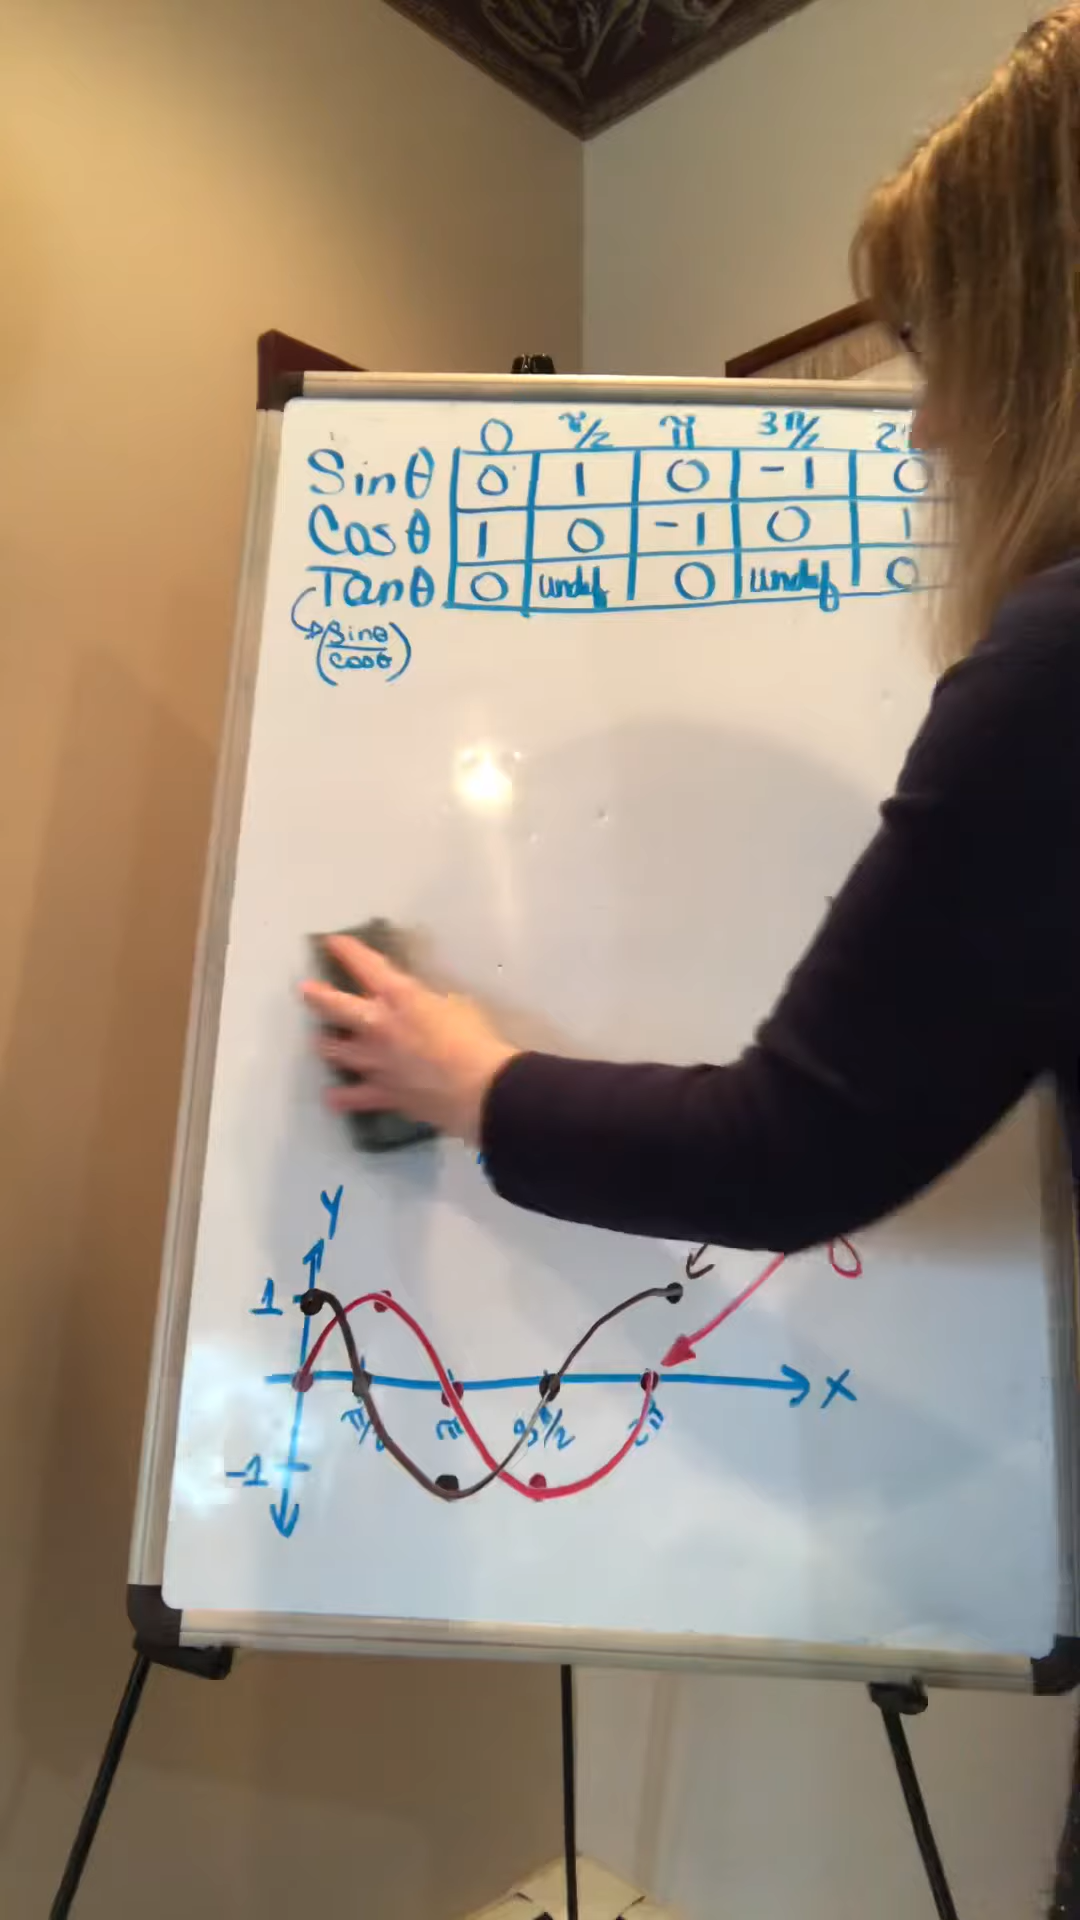 0 π/2 π 3π/2 2
Sinθ 0 1 0 -1 0
Cosθ 1 0 -1 0 1
Tanθ 0 undef 0 undef 0
(sinθ/cosθ)
Y
1
X
π/2 π 3π/2 2π
-1